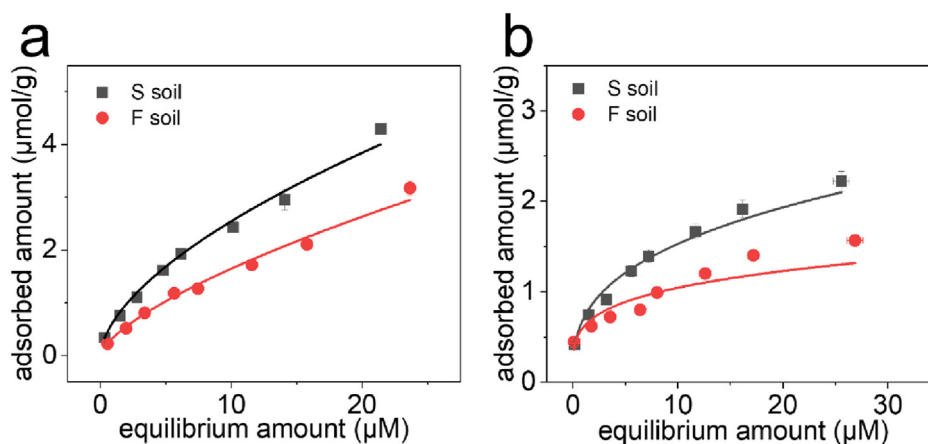 a
S soil
F soil
adsorbed amount (µmol/g)
4
2
0
0 10 20
equilibrium amount (µM)
b
S soil
F soil
adsorbed amount (µmol/g)
3
2
1
0
0 10 20 30
equilibrium amount (µM)